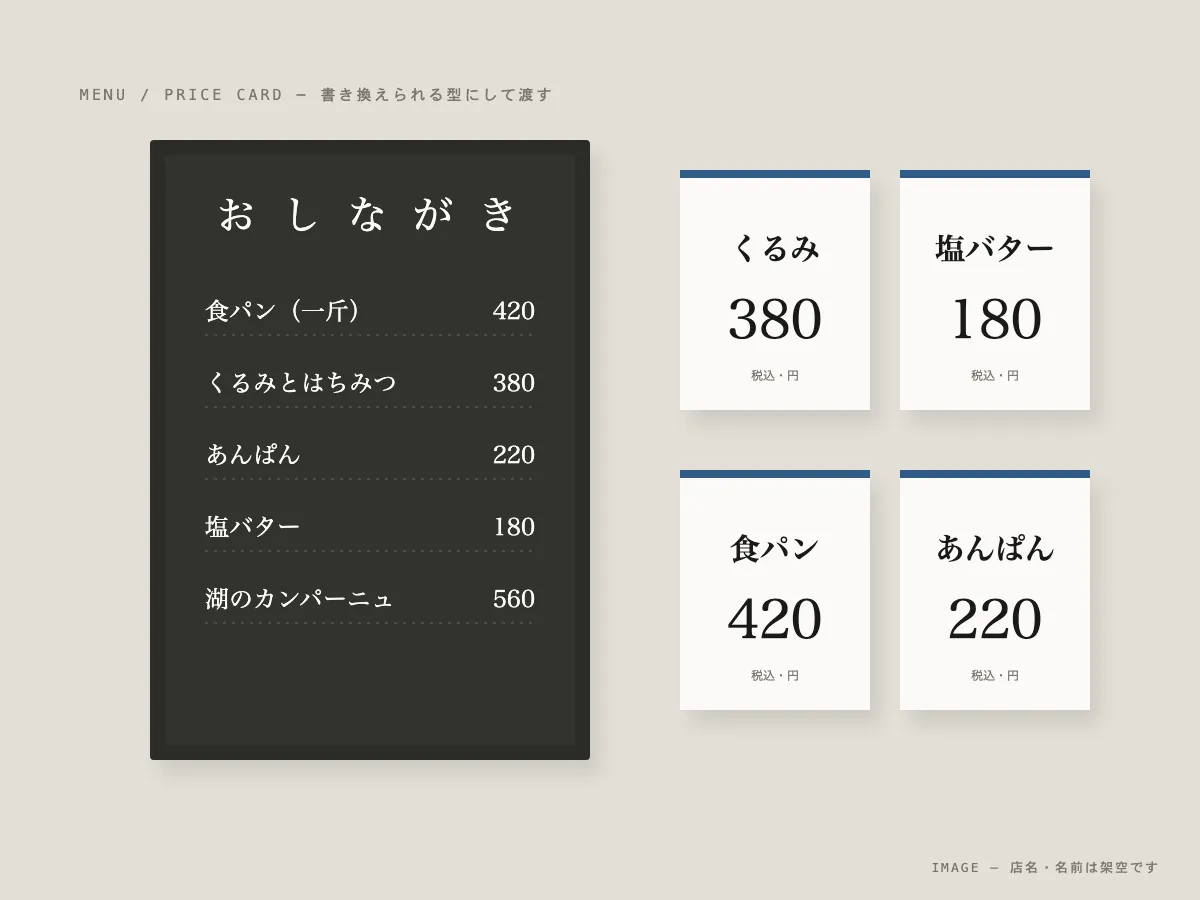 MENU / PRICE CARD — 書き換えられる型にして渡す
おしながき
食パン（一斤） 420
くるみとはちみつ 380
あんぱん 220
塩バター 180
湖のカンパーニュ 560
くるみ
380
税込・円
塩バター
180
税込・円
食パン
420
税込・円
あんぱん
220
税込・円
IMAGE — 店名・名前は架空です